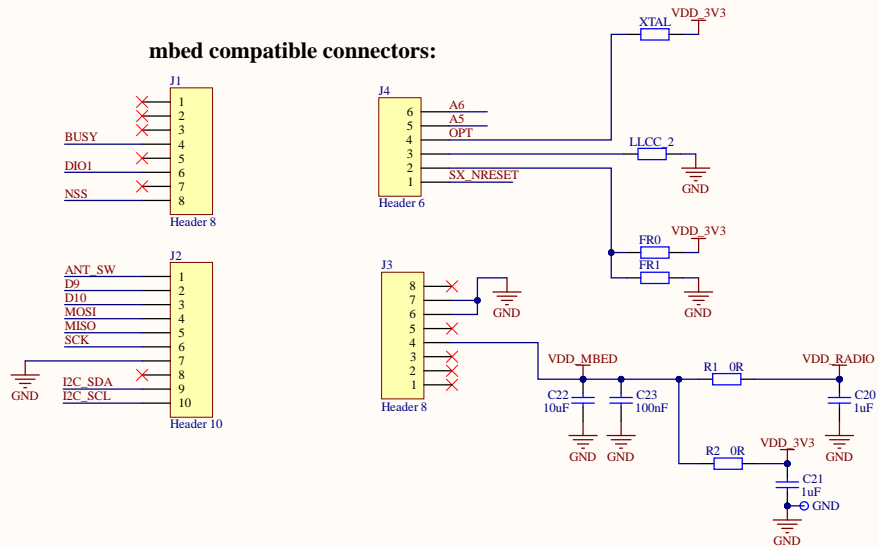 mbed compatible connectors:
J1
1
2
3
BUSY 4
5
DIO1 6
7
NSS 8
Header 8
J2
ANT_SW 1
D9 2
D10 3
MOSI 4
MISO 5
SCK 6
7
GND
8
I2C_SDA 9
I2C_SCL 10
Header 10
J4
6 A6
5 A5
4 OPT
3
2
1 SX_NRESET
Header 6
XTAL
VDD_3V3
LLCC_2
GND
VDD_3V3
FR0
FR1
GND
J3
8
7
6
5
4
3
2
1
Header 8
GND
VDD_MBED
C22
10uF
GND
C23
100nF
GND
R1 0R
VDD_RADIO
C20
1uF
GND
R2 0R
VDD_3V3
C21
1uF
GND
GND